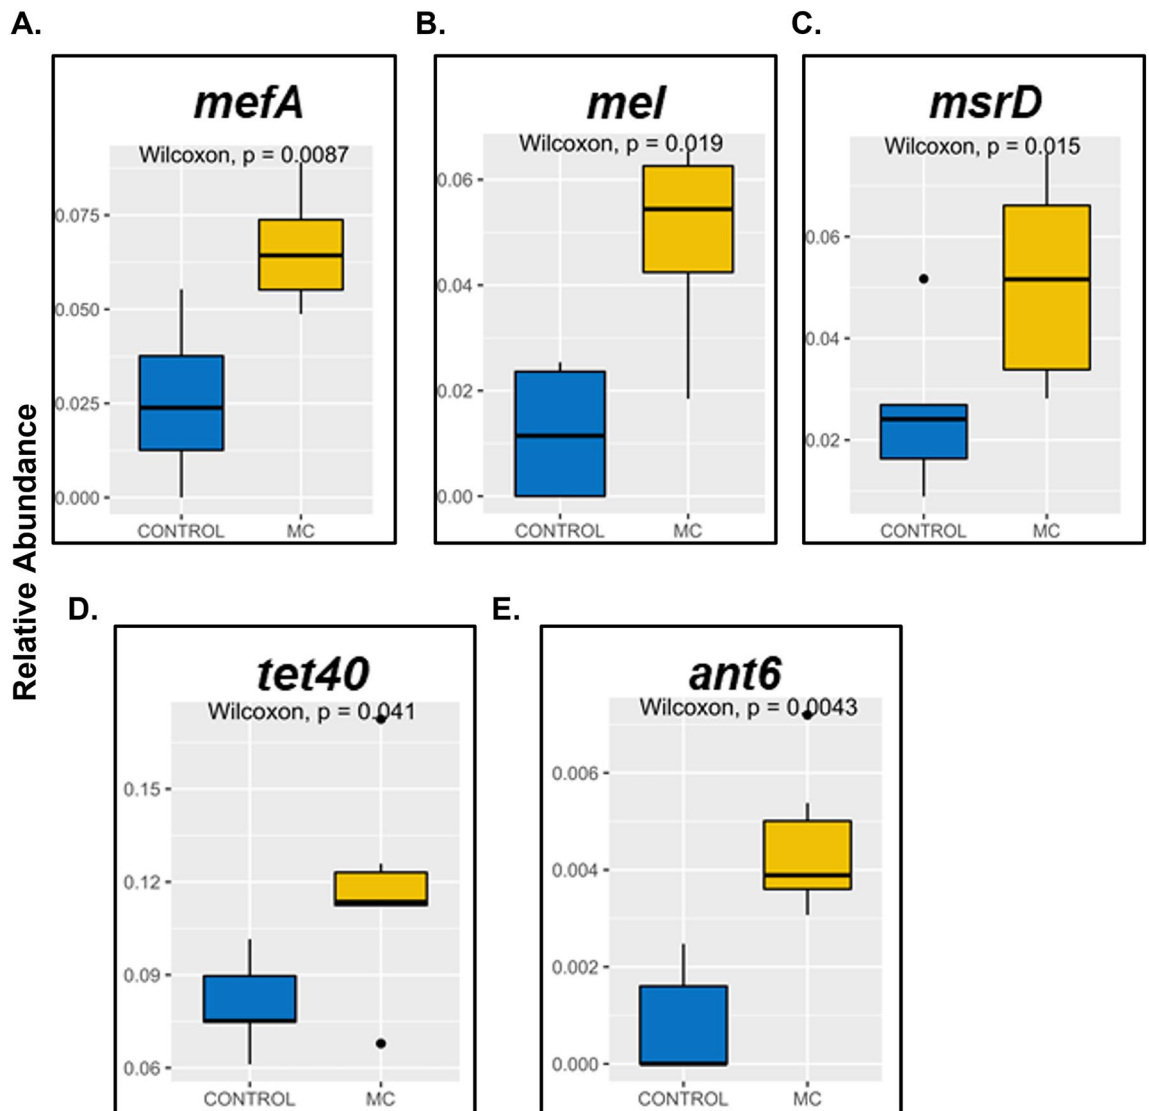 A.
B.
C.
mefA
mel
msrD
Wilcoxon, p = 0.0087
Wilcoxon, p = 0.019
Wilcoxon, p = 0.015
0.075
0.050
0.025
0.000
0.06
0.04
0.02
0.00
0.06
0.04
0.02
CONTROL MC
CONTROL MC
CONTROL MC
Relative Abundance
D.
E.
tet40
ant6
Wilcoxon, p = 0.041
Wilcoxon, p = 0.0043
0.15
0.12
0.09
0.06
0.006
0.004
0.002
0.000
CONTROL MC
CONTROL MC